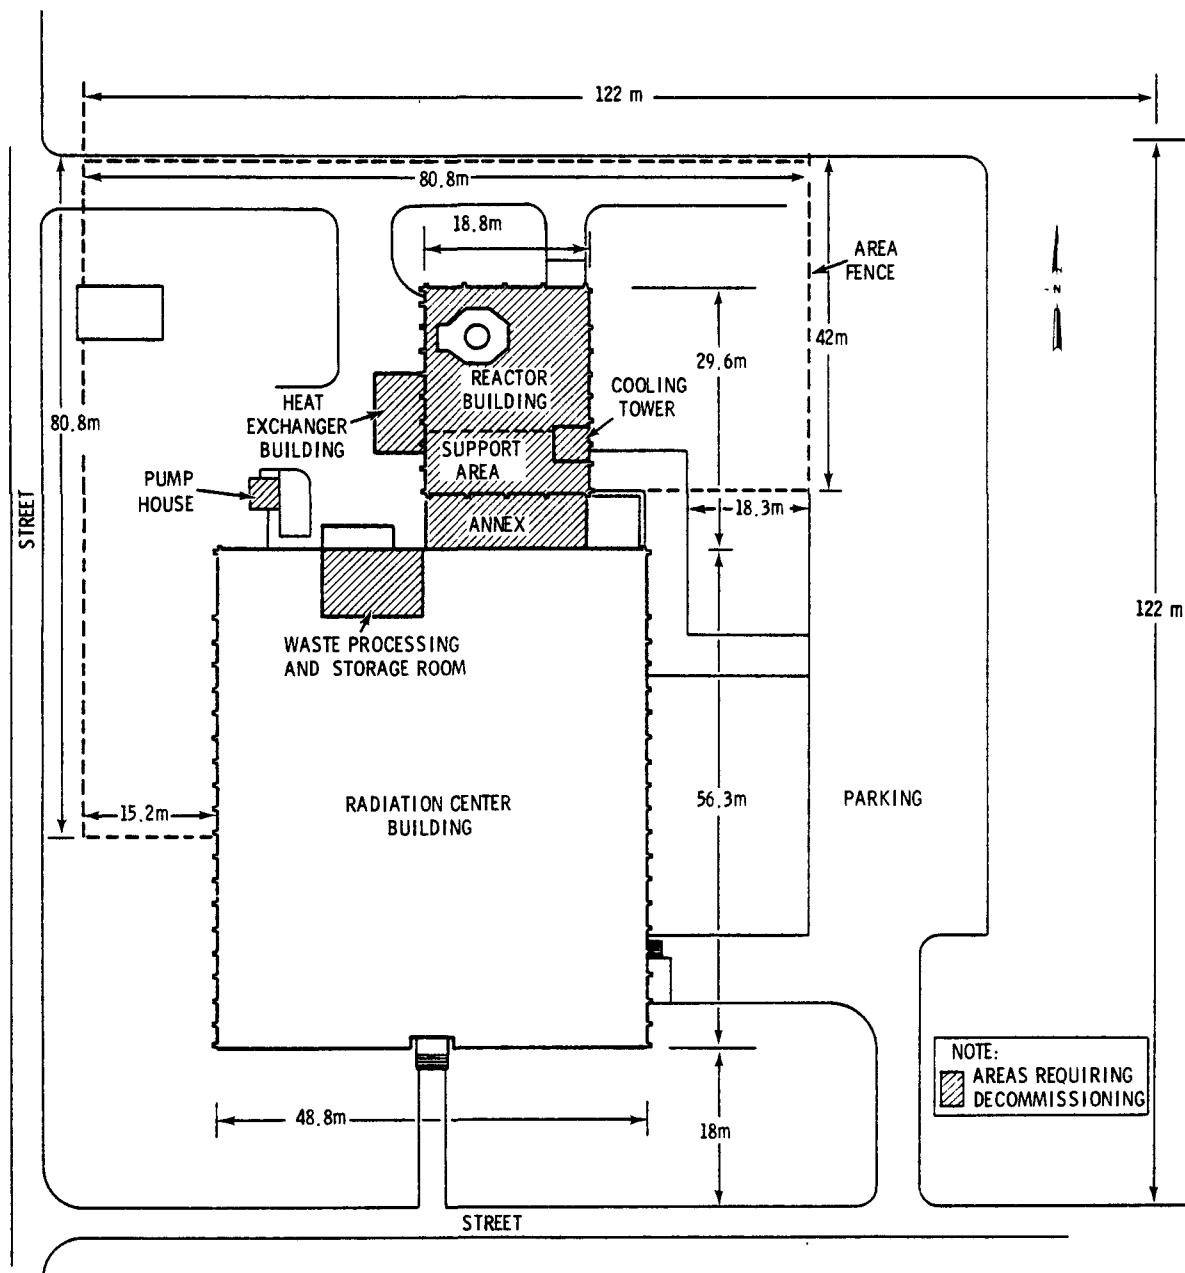 122 m
80.8m
18.8m
AREA
FENCE
N
42m
29.6m
REACTOR
BUILDING
COOLING
TOWER
HEAT
EXCHANGER
BUILDING
80.8m
SUPPORT
AREA
PUMP
HOUSE
STREET
18.3m
ANNEX
122 m
WASTE PROCESSING
AND STORAGE ROOM
RADIATION CENTER
BUILDING
56.3m
PARKING
15.2m
NOTE:
AREAS REQUIRING
DECOMMISSIONING
48.8m
18m
STREET